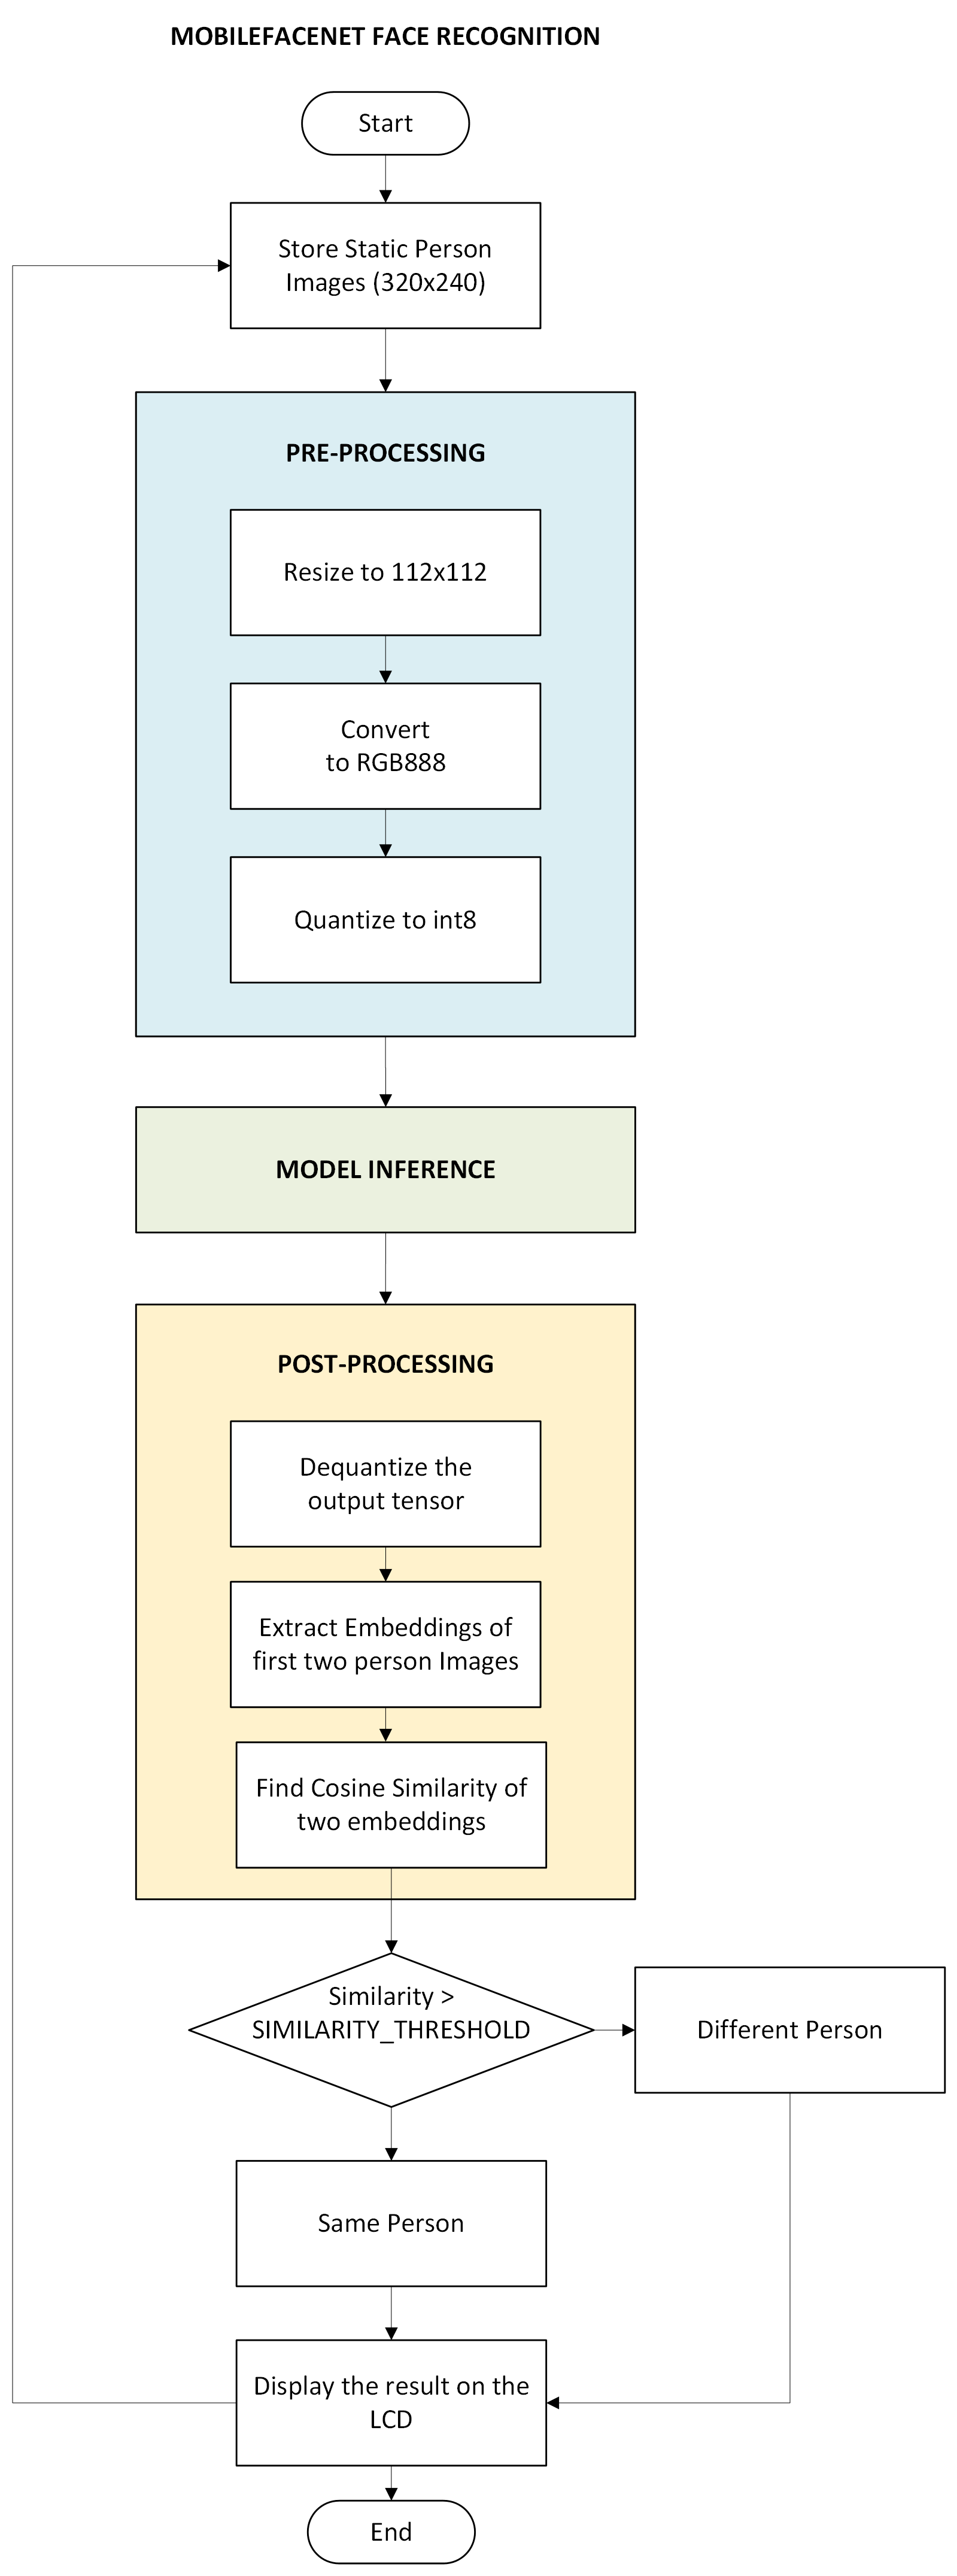 MOBILEFACENET FACE RECOGNITION
Start
Store Static Person
Images (320x240)
PRE-PROCESSING
Resize to 112x112
Convert
to RGB888
Quantize to int8
MODEL INFERENCE
POST-PROCESSING
Dequantize the
output tensor
Extract Embeddings of
first two person Images
Find Cosine Similarity of
two embeddings
Similarity >
SIMILARITY_THRESHOLD
Different Person
Same Person
Display the result on the
LCD
End